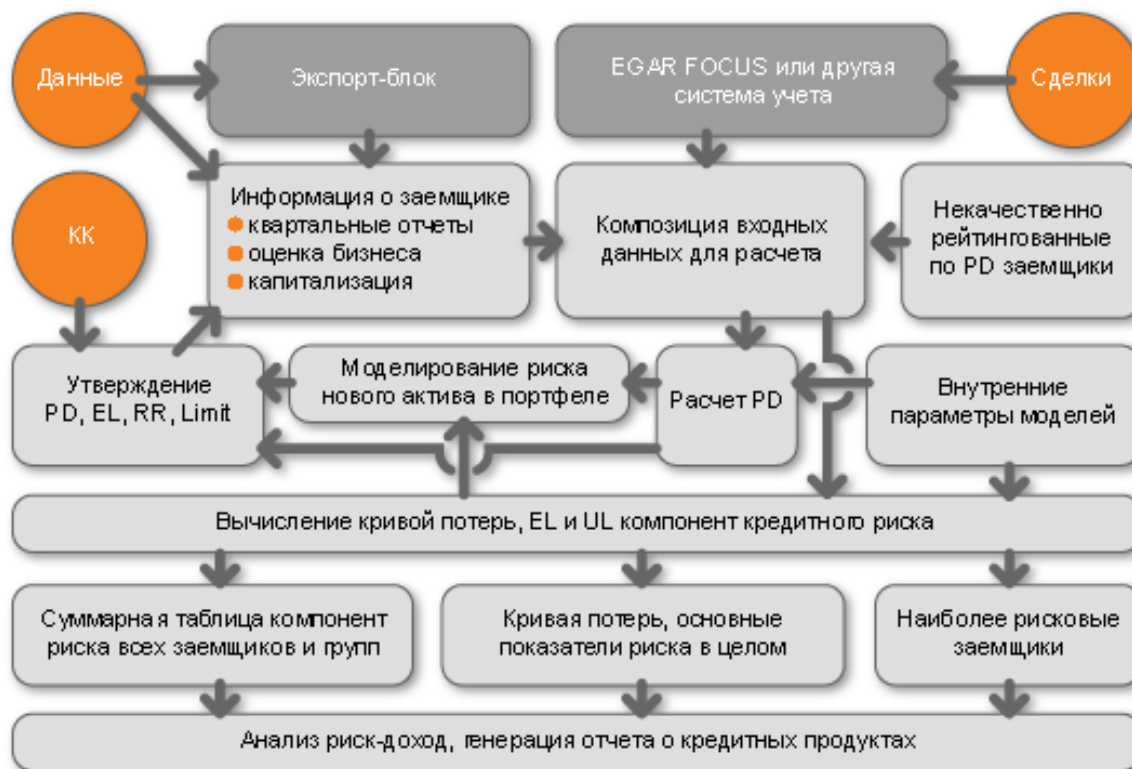 Данные
Экспорт-блок
EGAR FOCUS или другая
система учета
Сделки
КК
Информация о заемщике
квартальные отчеты
оценка бизнеса
капитализация
Композиция входных
данных для расчета
Некачественно
рейтингованные
по PD заемщики
Утверждение
PD, EL, RR, Limit
Моделирование риска
нового актива в портфеле
Расчет PD
Внутренние
параметры моделей
Вычисление кривой потерь, EL и UL компонент кредитного риска
Суммарная таблица компонент
риска всех заемщиков и групп
Кривая потерь, основные
показатели риска в целом
Наиболее рисковые
заемщики
Анализ риск-доход, генерация отчета о кредитных продуктах